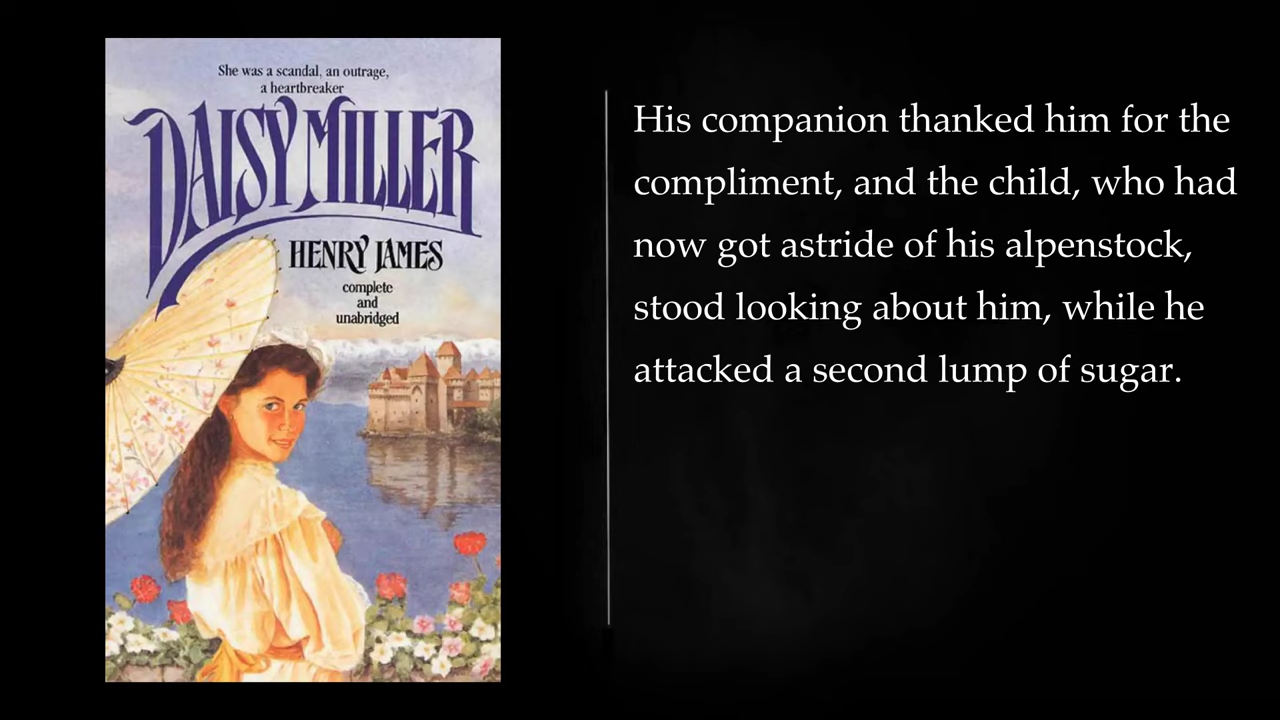 She was a scandal, an outrage,
a heartbreaker
DAISY MILLER
HENRY JAMES
complete
and
unabridged
His companion thanked him for the
compliment, and the child, who had
now got astride of his alpenstock,
stood looking about him, while he
attacked a second lump of sugar.